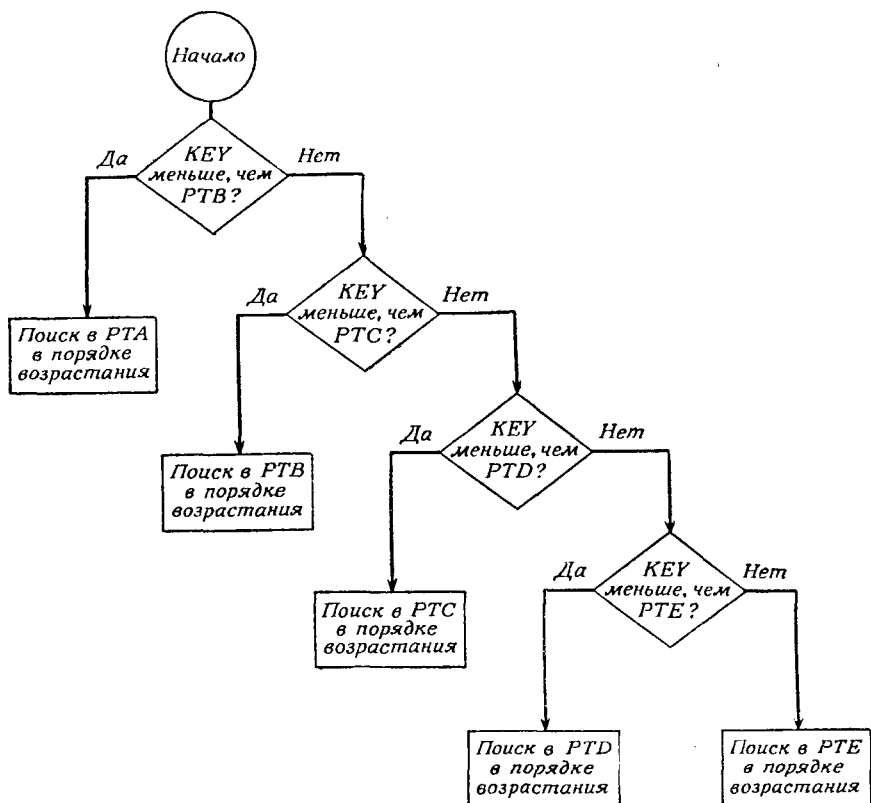 Начало
KEY
меньше, чем
PTB?
Да
Нет
Поиск в PTA
в порядке
возрастания
KEY
меньше, чем
PTC?
Да
Нет
Поиск в PTB
в порядке
возрастания
KEY
меньше, чем
PTD?
Да
Нет
Поиск в PTC
в порядке
возрастания
KEY
меньше, чем
PTE?
Да
Нет
Поиск в PTD
в порядке
возрастания
Поиск в PTE
в порядке
возрастания